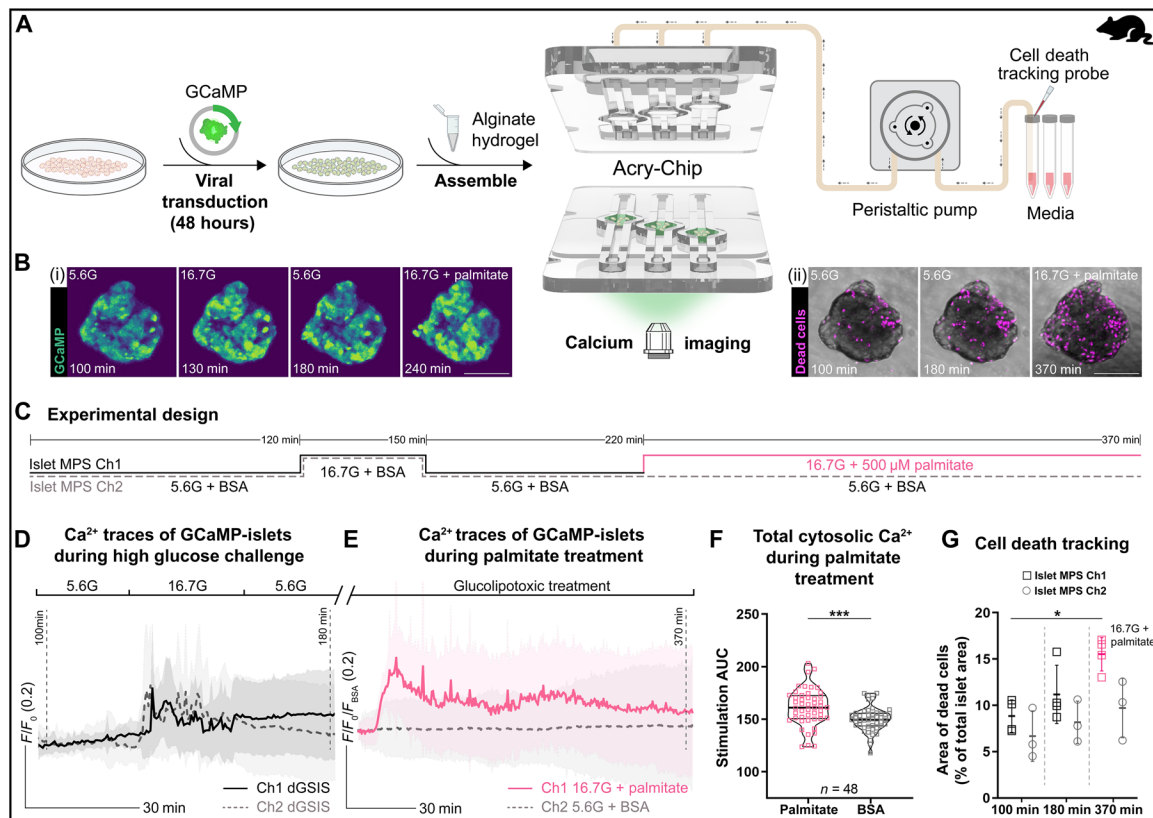 A
GCaMP
Viral
transduction
(48 hours)
Alginate
hydrogel
Assemble
Acry-Chip
Peristaltic pump
Cell death
tracking probe
Media
Calcium imaging
B
(i)
GCaMP
5.6G
100 min
16.7G
130 min
5.6G
180 min
16.7G + palmitate
240 min
(ii)
Dead cells
5.6G
100 min
5.6G
180 min
16.7G + palmitate
370 min
C Experimental design
120 min 150 min 220 min 370 min
Islet MPS Ch1
16.7G + BSA
16.7G + 500 µM palmitate
Islet MPS Ch2
5.6G + BSA
5.6G + BSA
5.6G + BSA
D
Ca²⁺ traces of GCaMP-islets
during high glucose challenge
5.6G 16.7G 5.6G
100min
180 min
F/F₀ (0.2)
30 min
Ch1 dGSIS
Ch2 dGSIS
E
Ca²⁺ traces of GCaMP-islets
during palmitate treatment
Glucolipotoxic treatment
370 min
F/F₀/F_BSA (0.2)
30 min
Ch1 16.7G + palmitate
Ch2 5.6G + BSA
F
Total cytosolic Ca²⁺
during palmitate
treatment
Stimulation AUC
250
200
150
100
***
n = 48
Palmitate BSA
G
Cell death tracking
Islet MPS Ch1
Islet MPS Ch2
Area of dead cells
(% of total islet area)
20
15
10
5
0
*
16.7G +
palmitate
100 min 180 min 370 min